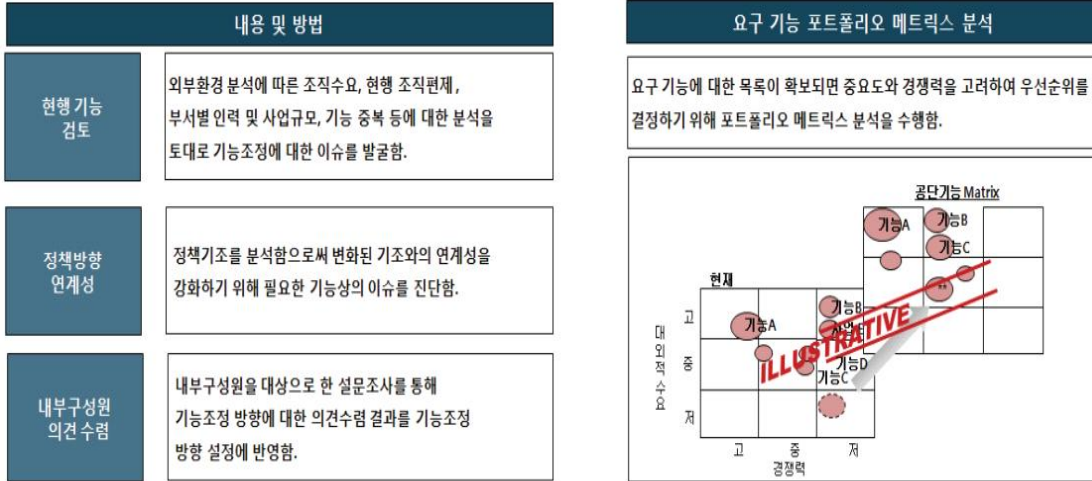 내용 및 방법
현행 기능
검토
외부환경 분석에 따른 조직수요, 현행 조직편제,
부서별 인력 및 사업규모, 기능 중복 등에 대한 분석을
토대로 기능조정에 대한 이슈를 발굴함.
정책방향
연계성
정책기조를 분석함으로써 변화된 기조와의 연계성을
강화하기 위해 필요한 기능상의 이슈를 진단함.
내부구성원
의견 수렴
내부구성원을 대상으로 한 설문조사를 통해
기능조정 방향에 대한 의견수렴 결과를 기능조정
방향 설정에 반영함.
요구 기능 포트폴리오 메트릭스 분석
요구 기능에 대한 목록이 확보되면 중요도와 경쟁력을 고려하여 우선순위를
결정하기 위해 포트폴리오 메트릭스 분석을 수행함.
공단기능 Matrix
기능A
기능B
기능C
**
현재
기능A
기능B
기능D
기능C
ILLUSTRATIVE
대외적 수요
고
중
저
고 중 저
경쟁력